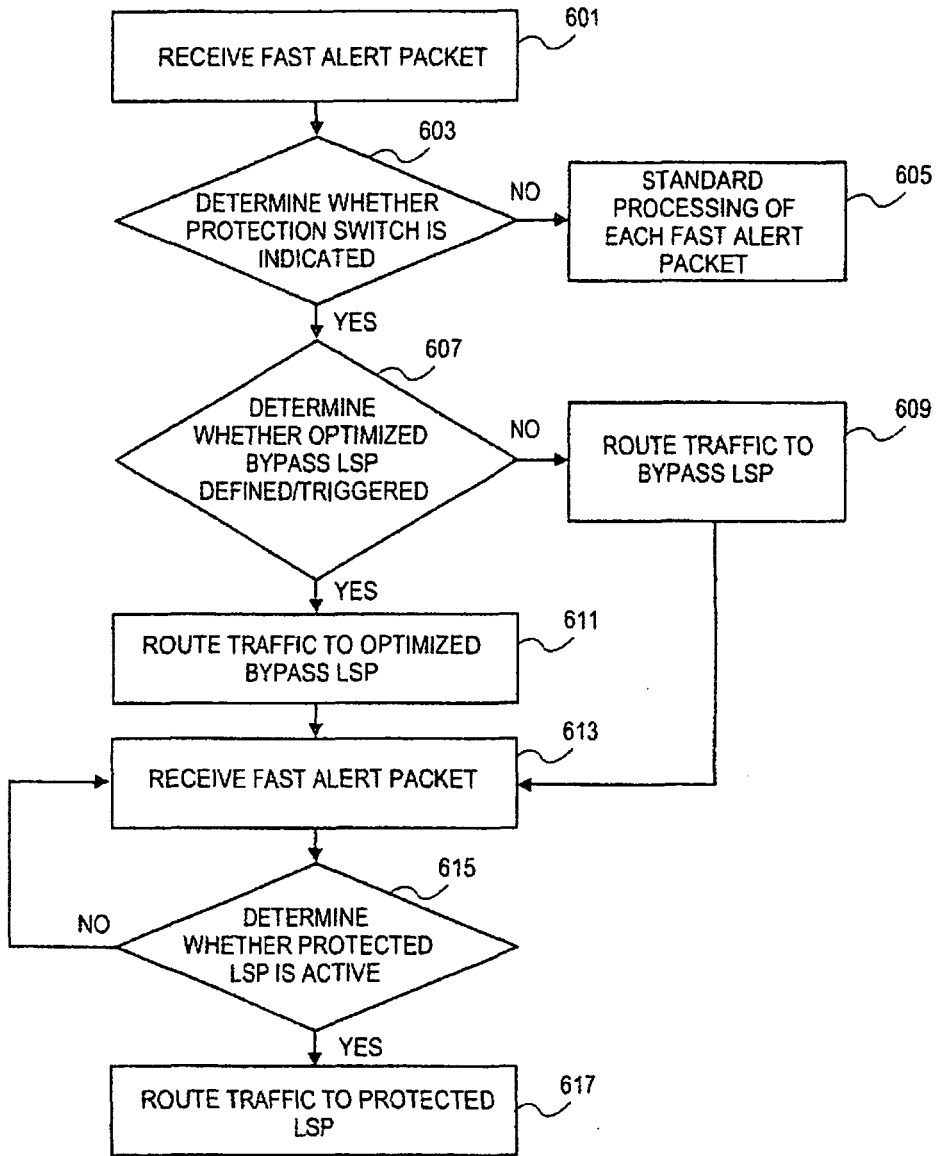 601
RECEIVE FAST ALERT PACKET
603
DETERMINE WHETHER
PROTECTION SWITCH IS
INDICATED
NO
STANDARD
PROCESSING OF
EACH FAST ALERT
PACKET
605
YES
607
DETERMINE
WHETHER OPTIMIZED
BYPASS LSP
DEFINED/TRIGGERED
NO
ROUTE TRAFFIC TO
BYPASS LSP
609
YES
ROUTE TRAFFIC TO OPTIMIZED
BYPASS LSP
611
613
RECEIVE FAST ALERT PACKET
615
DETERMINE
WHETHER PROTECTED
LSP IS ACTIVE
NO
YES
ROUTE TRAFFIC TO PROTECTED
LSP
617